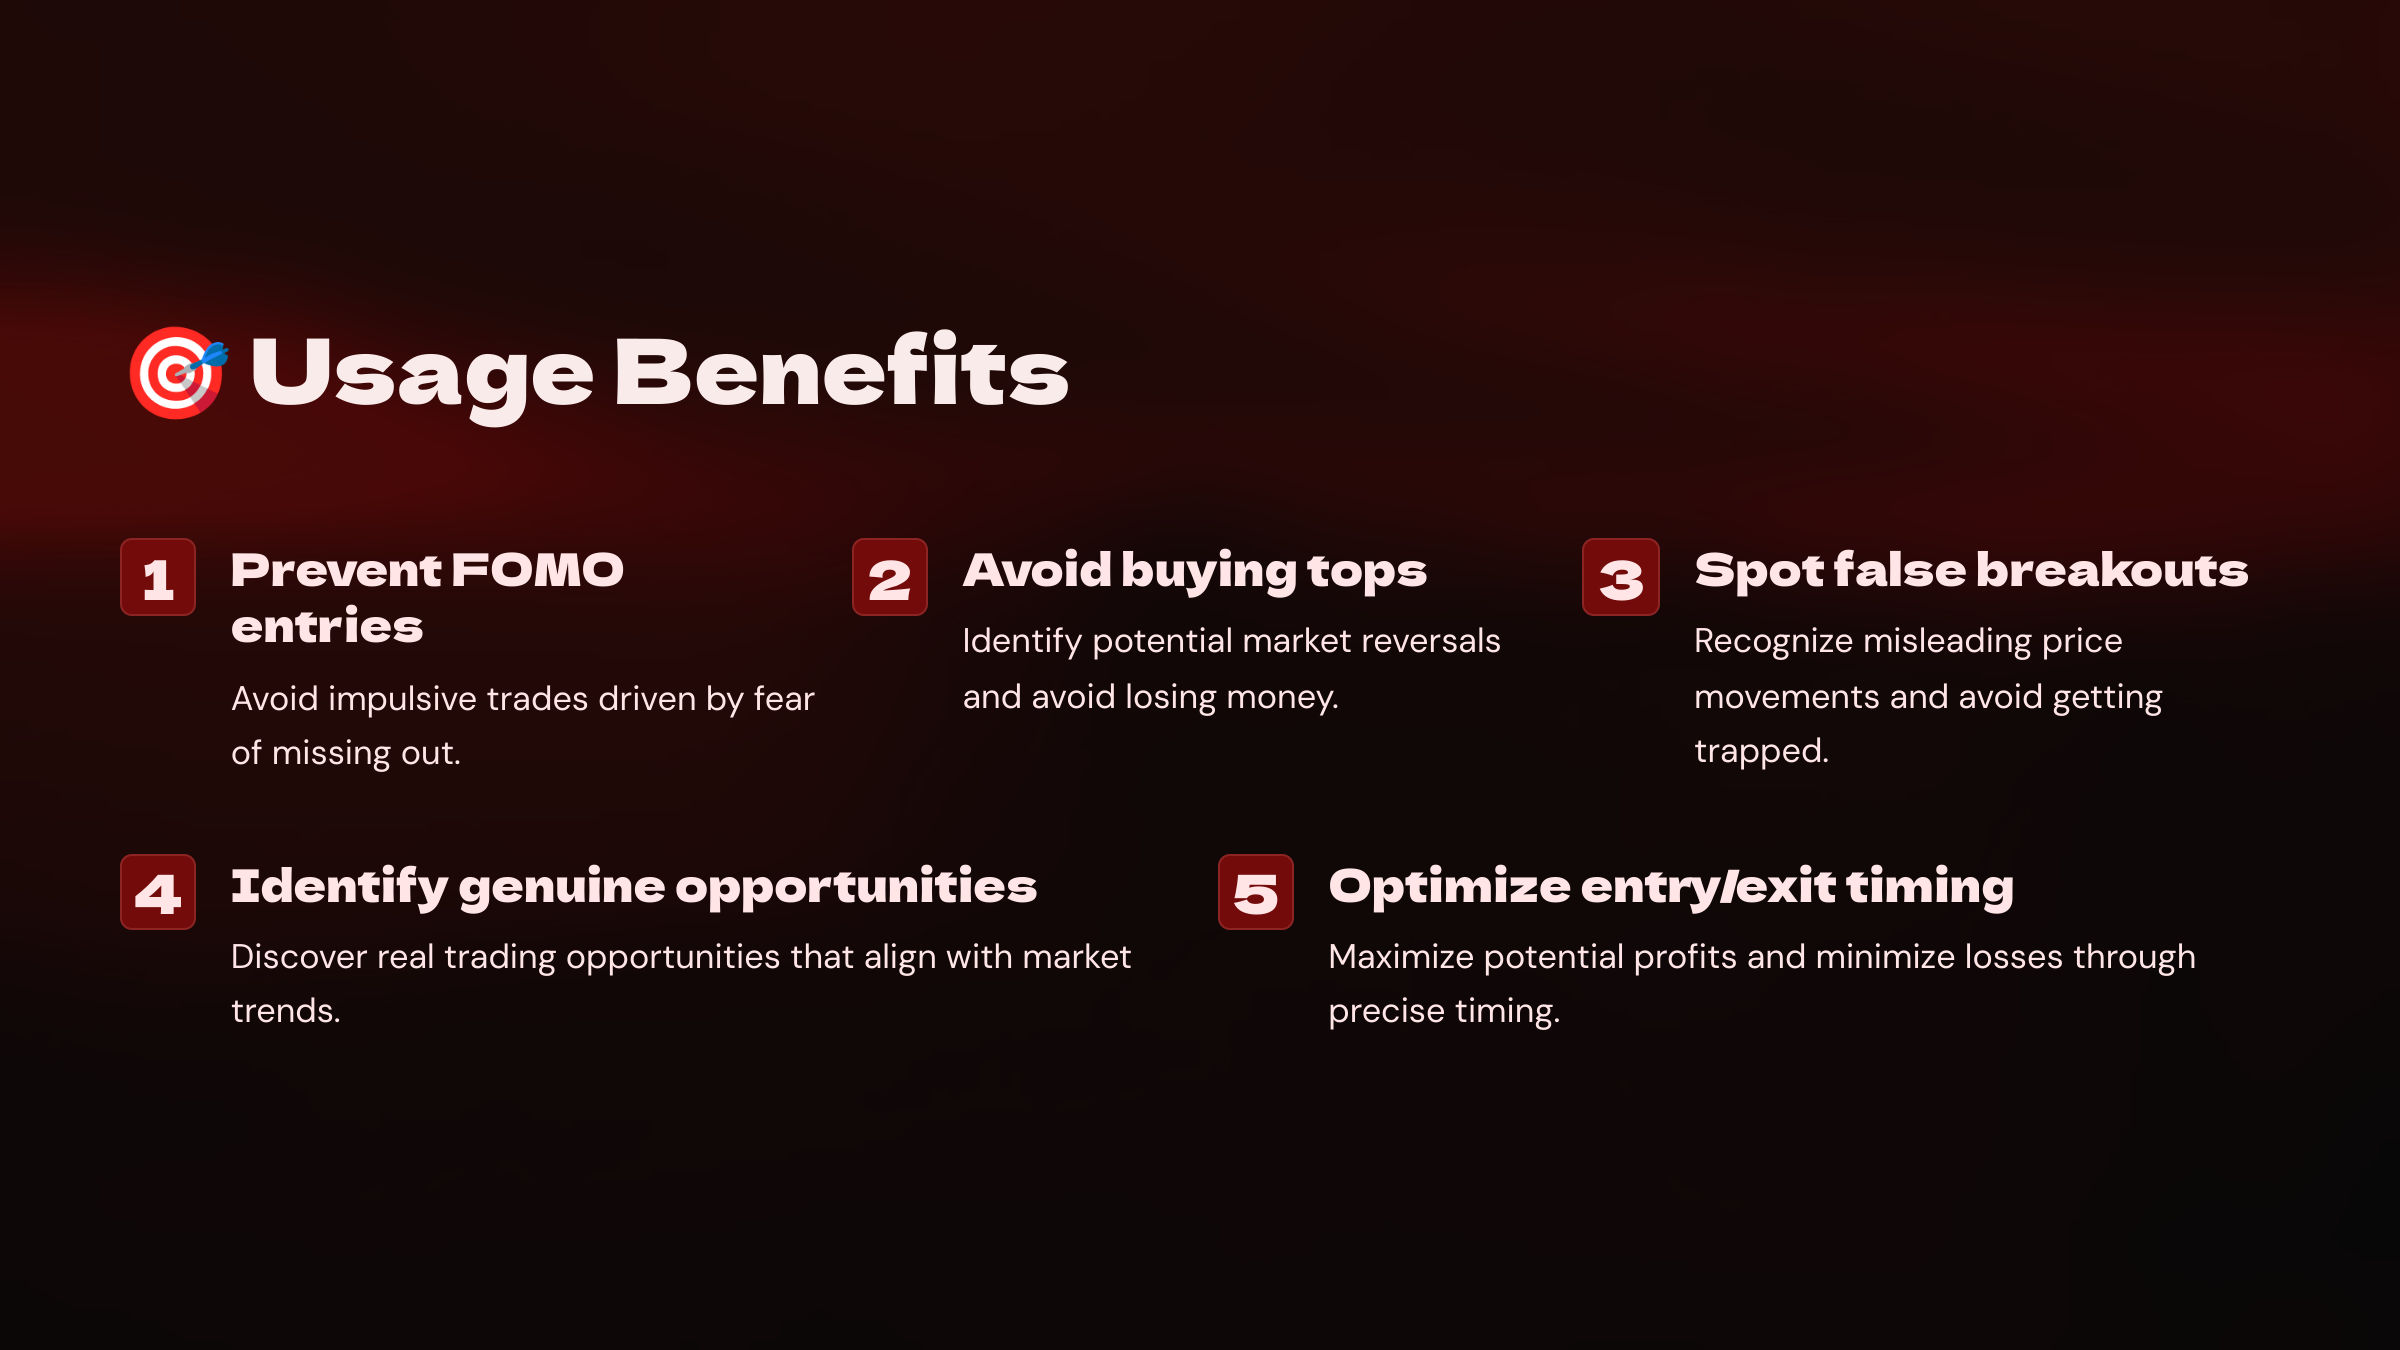 🎯 Usage Benefits
1
Prevent FOMO
entries
Avoid impulsive trades driven by fear
of missing out.
2
Avoid buying tops
Identify potential market reversals
and avoid losing money.
3
Spot false breakouts
Recognize misleading price
movements and avoid getting
trapped.
4
Identify genuine opportunities
Discover real trading opportunities that align with market
trends.
5
Optimize entry/exit timing
Maximize potential profits and minimize losses through
precise timing.